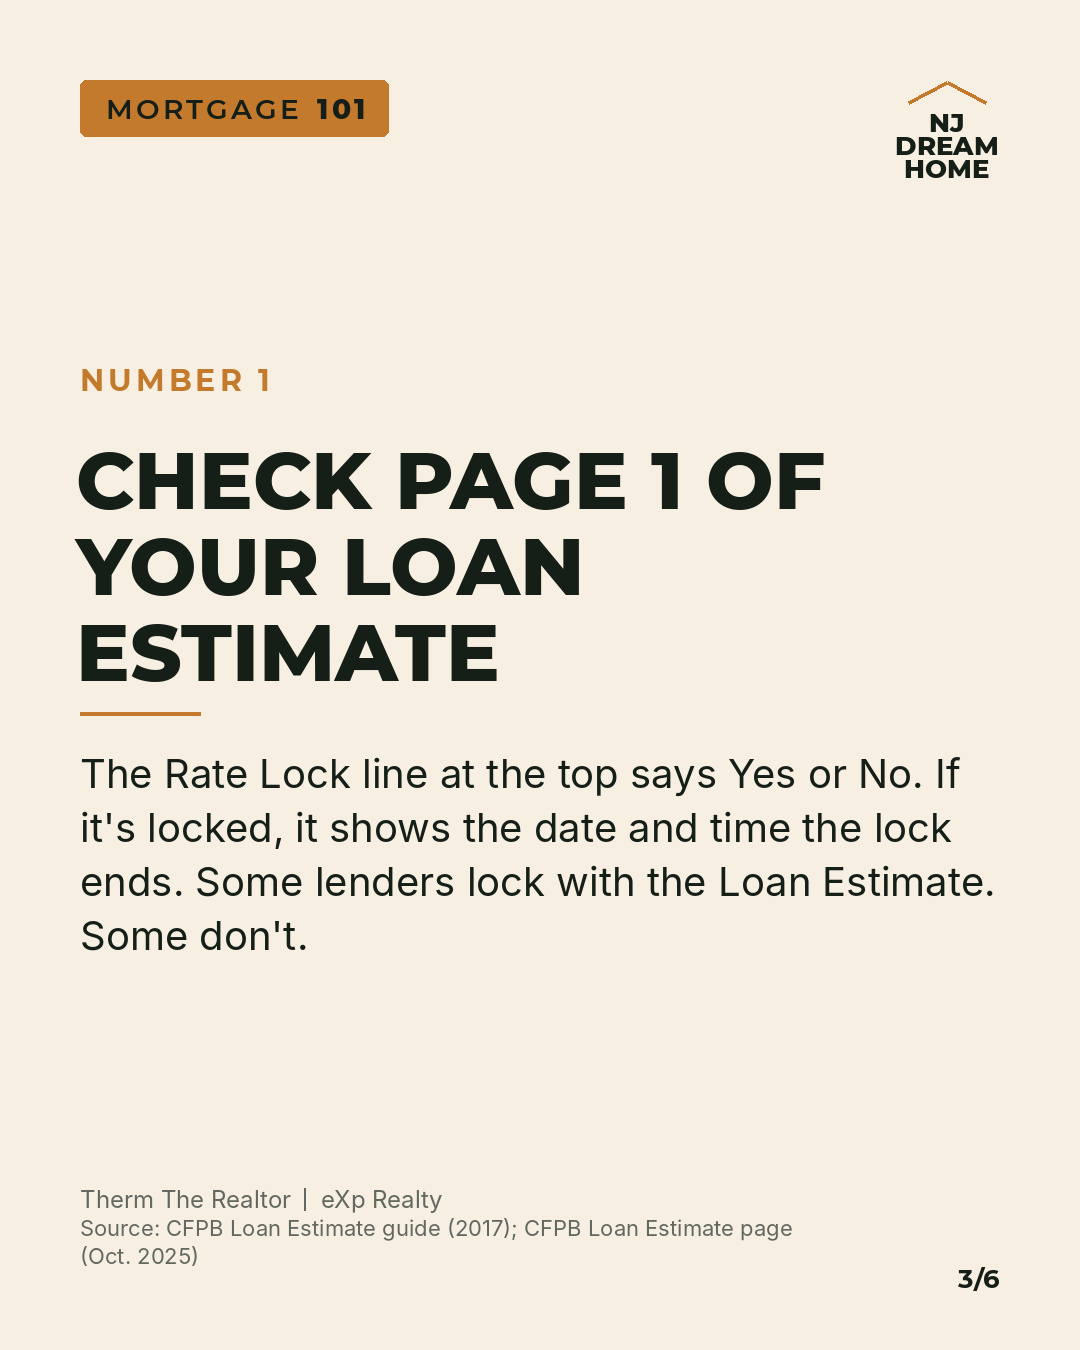 MORTGAGE 101
NJ
DREAM
HOME
NUMBER 1
CHECK PAGE 1 OF
YOUR LOAN
ESTIMATE
The Rate Lock line at the top says Yes or No. If
it's locked, it shows the date and time the lock
ends. Some lenders lock with the Loan Estimate.
Some don't.
Therm The Realtor | eXp Realty
Source: CFPB Loan Estimate guide (2017); CFPB Loan Estimate page
(Oct. 2025)
3/6